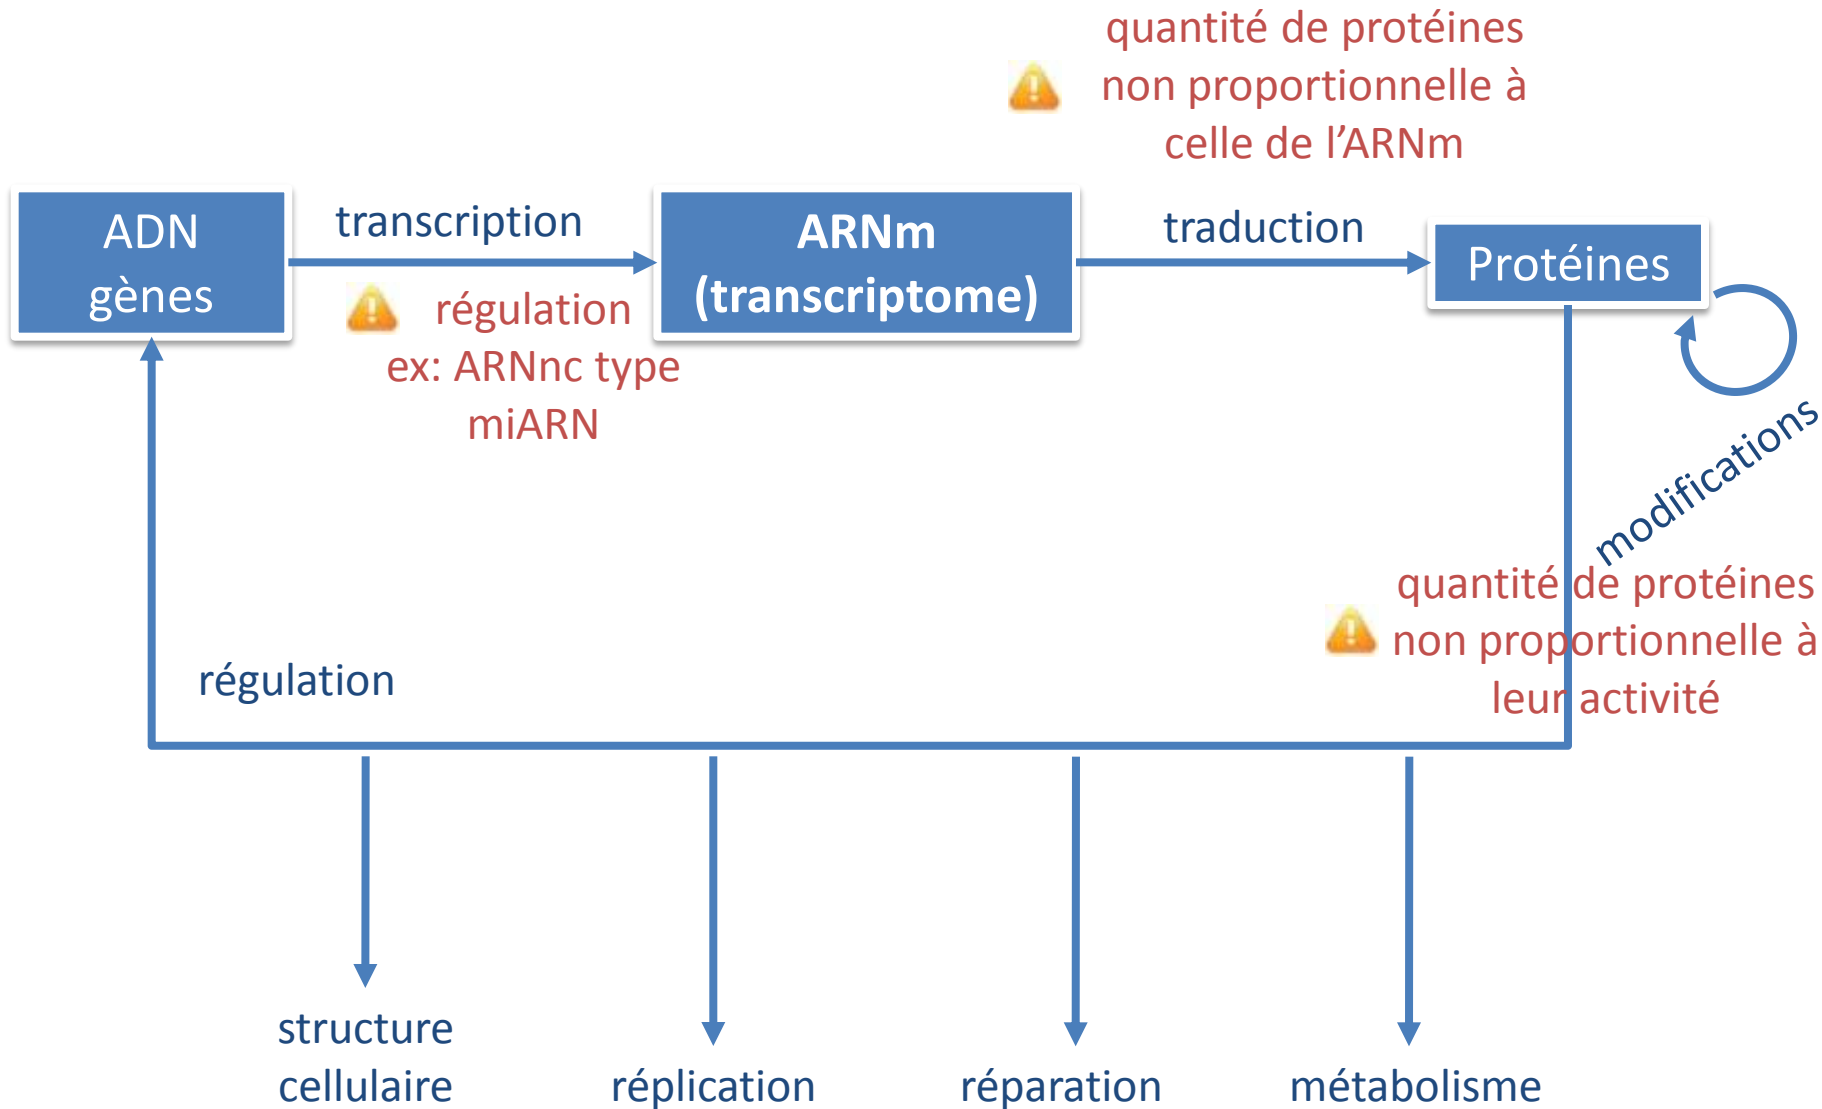 quantité de protéines
non proportionnelle à
celle de l'ARNm
ADN
gènes
transcription
ARNm
(transcriptome)
traduction
Protéines
régulation
ex: ARNnc type
miARN
modifications
quantité de protéines
non proportionnelle à
leur activité
régulation
structure
cellulaire
réplication
réparation
métabolisme